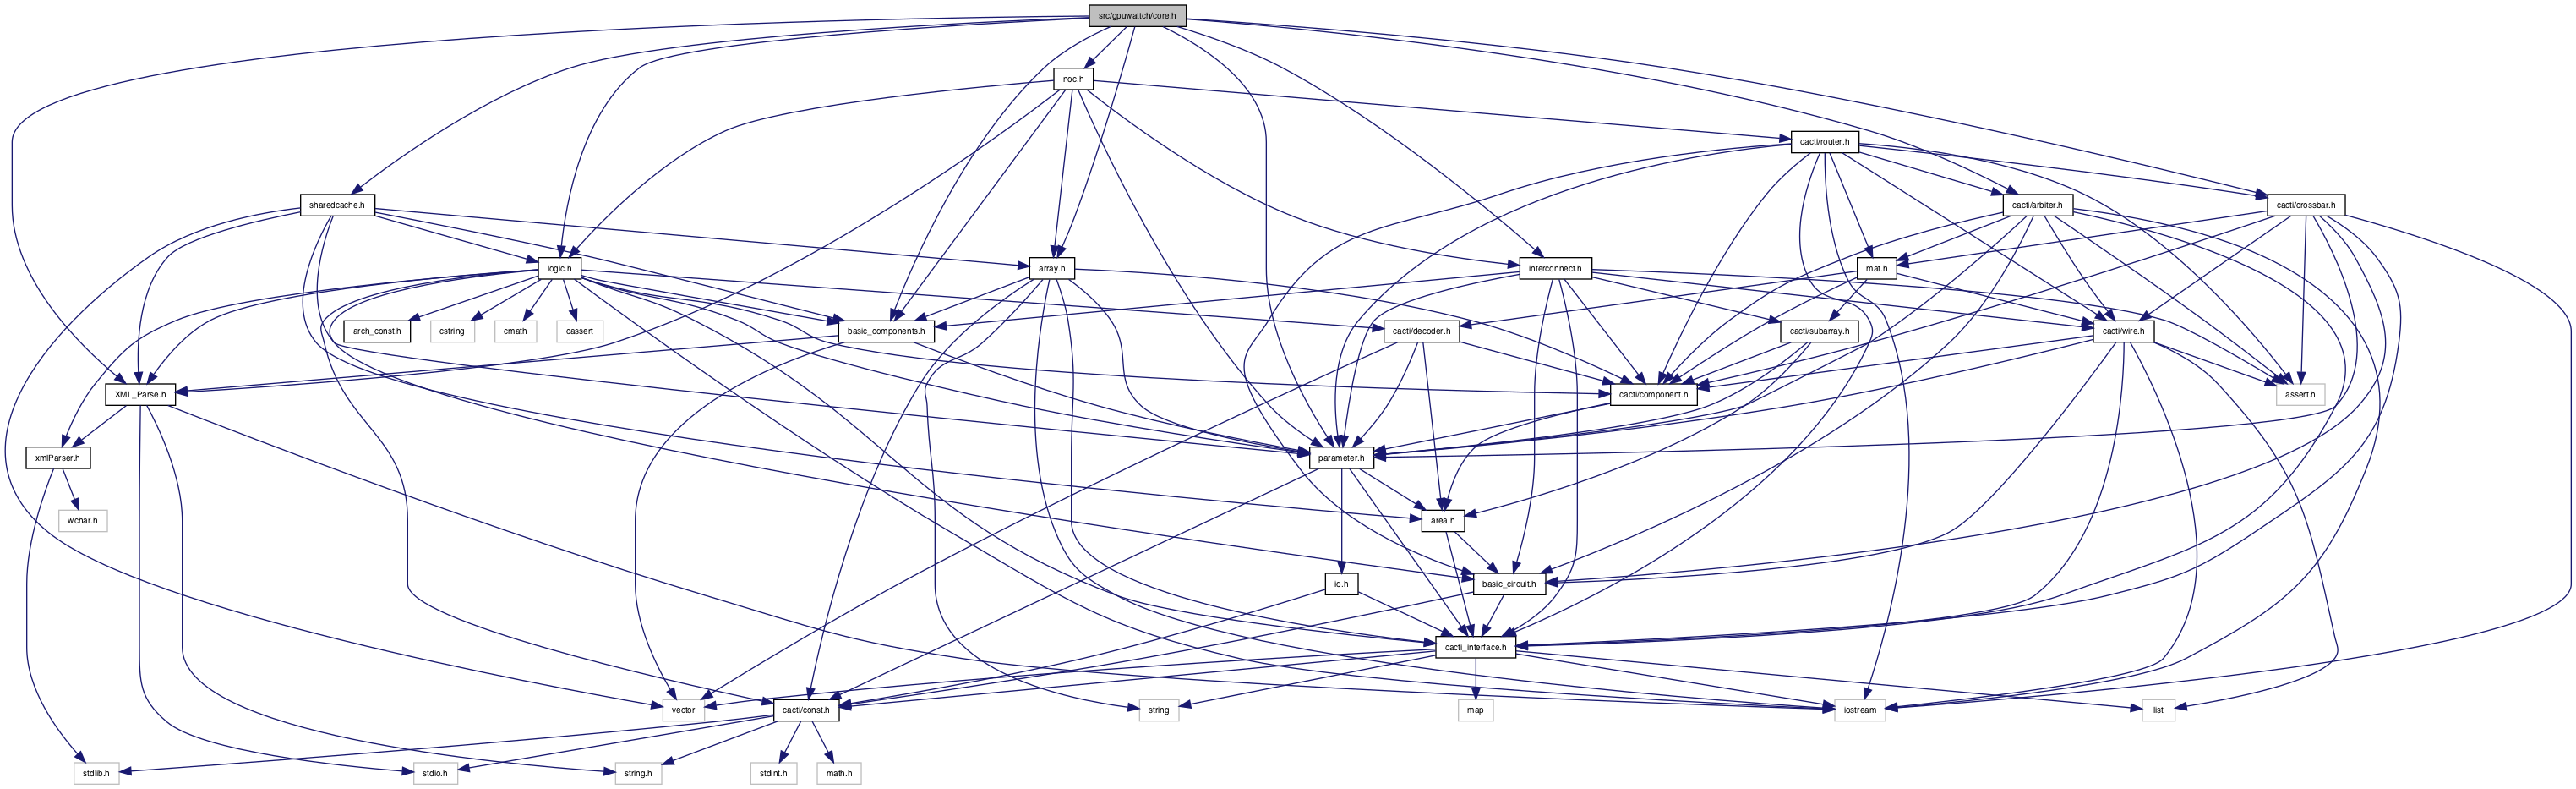 src/gpuwattch/core.h
noc.h
cacti/router.h
sharedcache.h
cacti/arbiter.h
cacti/crossbar.h
logic.h
array.h
interconnect.h
mat.h
arch_const.h
cstring
cmath
cassert
basic_components.h
cacti/decoder.h
cacti/subarray.h
cacti/wire.h
XML_Parse.h
cacti/component.h
assert.h
xmlParser.h
parameter.h
wchar.h
area.h
io.h
basic_circuit.h
cacti_interface.h
vector
cacti/const.h
string
map
iostream
list
stdlib.h
stdio.h
string.h
stdint.h
math.h